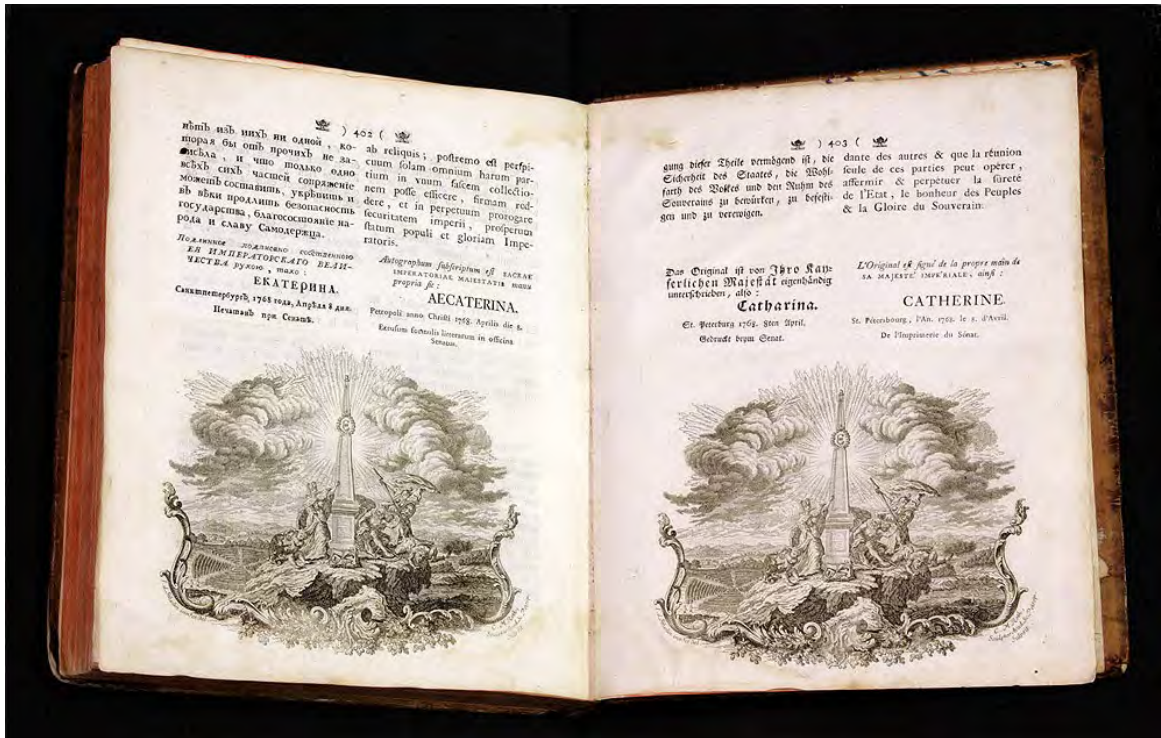 ) 402 (
нѣтъ изъ нихъ ни одной , ко-
торая бы отъ прочихъ не за-
висѣла , и что только одно
всѣхъ сихъ частей сопряженіе
можетъ составить, укрѣпить и
въ вѣки продлить безопасность
государства, благосостояніе на-
рода и славу Самодержца.
Подлинное подписано собственною
ЕЯ ИМПЕРАТОРСКАГО ВЕЛИ-
ЧЕСТВА рукою , тако :
ЕКАТЕРИНА.
Санктпетербургъ, 1768 года, Апрѣля 8 дня.
Печатанъ при Сенатѣ.
ab reliquis ; postremo est perspi-
cuum solam omnium harum par-
tium in vnum fascem collectio-
nem posse efficere, firmam red-
dere , et in perpetuum prorogare
securitatem imperii , prosperum
statum populi et gloriam Impe-
ratoris.
Autographum subscriptum est SACRAE
IMPERATORIAE MAIESTATIS manu
propria sic :
AECATERINA.
Petropoli anno Christi 1768. Aprilis die 8.
litterarum in officina
Senatus.
) 403 (
gung dieser Theile vermögend ist, die
Sicherheit des Staates, die Wohl-
farth des Volkes und den Ruhm des
Souverains zu bewürken, zu befesti-
gen und zu verewigen.
Das Original ist von Ihro Kay-
serlichen Majestät eigenhändig
unterschrieben, also :
Catharina.
St. Peterburg 1768. 8ten April.
Gedruckt beym Senat.
dante des autres & que la réunion
seule de ces parties peut opérer ,
affermir & perpétuer la sûreté
de l'Etat , le bonheur des Peuples
& la Gloire du Souverain.
L'Original est signé de la propre main de
SA MAJESTÉ IMPÉRIALE , ainsi :
CATHERINE.
St. Pétersbourg , l'An. 1768. le 8. d'Avril.
De l'Imprimerie du Sénat.